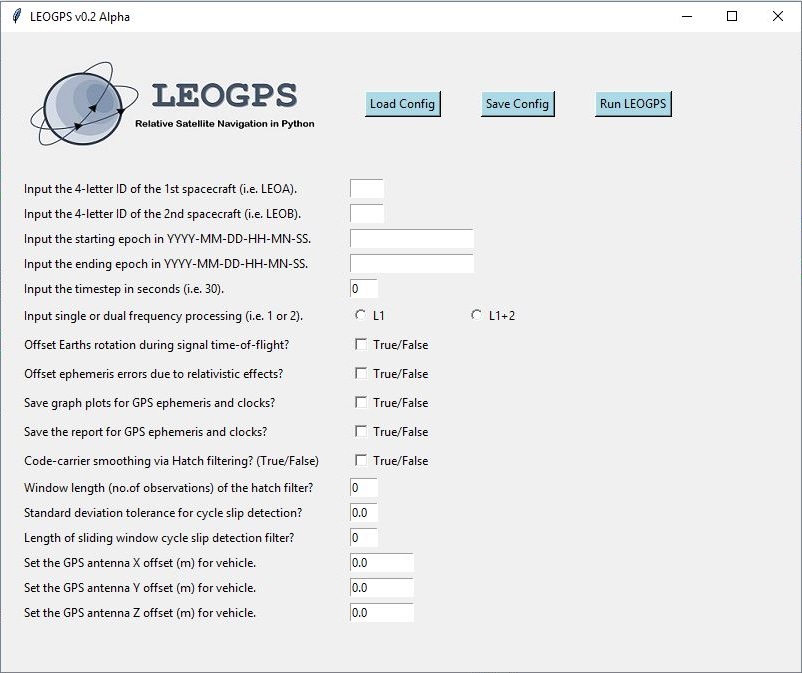 LEOGPS v0.2 Alpha
LEOGPS
Relative Satellite Navigation in Python
Load Config
Save Config
Run LEOGPS
Input the 4-letter ID of the 1st spacecraft (i.e. LEOA).
Input the 4-letter ID of the 2nd spacecraft (i.e. LEOB).
Input the starting epoch in YYYY-MM-DD-HH-MN-SS.
Input the ending epoch in YYYY-MM-DD-HH-MN-SS.
Input the timestep in seconds (i.e. 30). 0
Input single or dual frequency processing (i.e. 1 or 2). L1 L1+2
Offset Earths rotation during signal time-of-flight? True/False
Offset ephemeris errors due to relativistic effects? True/False
Save graph plots for GPS ephemeris and clocks? True/False
Save the report for GPS ephemeris and clocks? True/False
Code-carrier smoothing via Hatch filtering? (True/False) True/False
Window length (no.of observations) of the hatch filter? 0
Standard deviation tolerance for cycle slip detection? 0.0
Length of sliding window cycle slip detection filter? 0
Set the GPS antenna X offset (m) for vehicle. 0.0
Set the GPS antenna Y offset (m) for vehicle. 0.0
Set the GPS antenna Z offset (m) for vehicle. 0.0